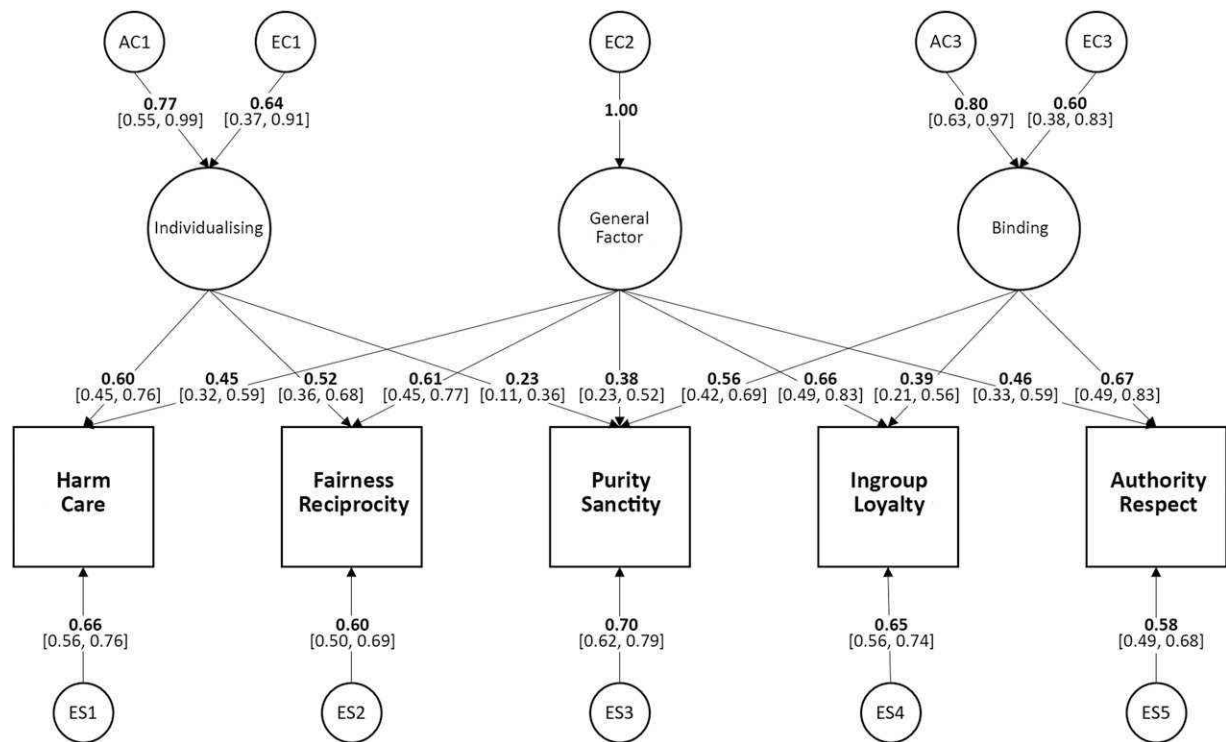 AC1
EC1
EC2
AC3
EC3
0.77
[0.55, 0.99]
0.64
[0.37, 0.91]
1.00
0.80
[0.63, 0.97]
0.60
[0.38, 0.83]
Individualising
General
Factor
Binding
0.60
[0.45, 0.76]
0.45
[0.32, 0.59]
0.52
[0.36, 0.68]
0.61
[0.45, 0.77]
0.23
[0.11, 0.36]
0.38
[0.23, 0.52]
0.56
[0.42, 0.69]
0.66
[0.49, 0.83]
0.39
[0.21, 0.56]
0.46
[0.33, 0.59]
0.67
[0.49, 0.83]
Harm
Care
Fairness
Reciprocity
Purity
Sanctity
Ingroup
Loyalty
Authority
Respect
0.66
[0.56, 0.76]
0.60
[0.50, 0.69]
0.70
[0.62, 0.79]
0.65
[0.56, 0.74]
0.58
[0.49, 0.68]
ES1
ES2
ES3
ES4
ES5